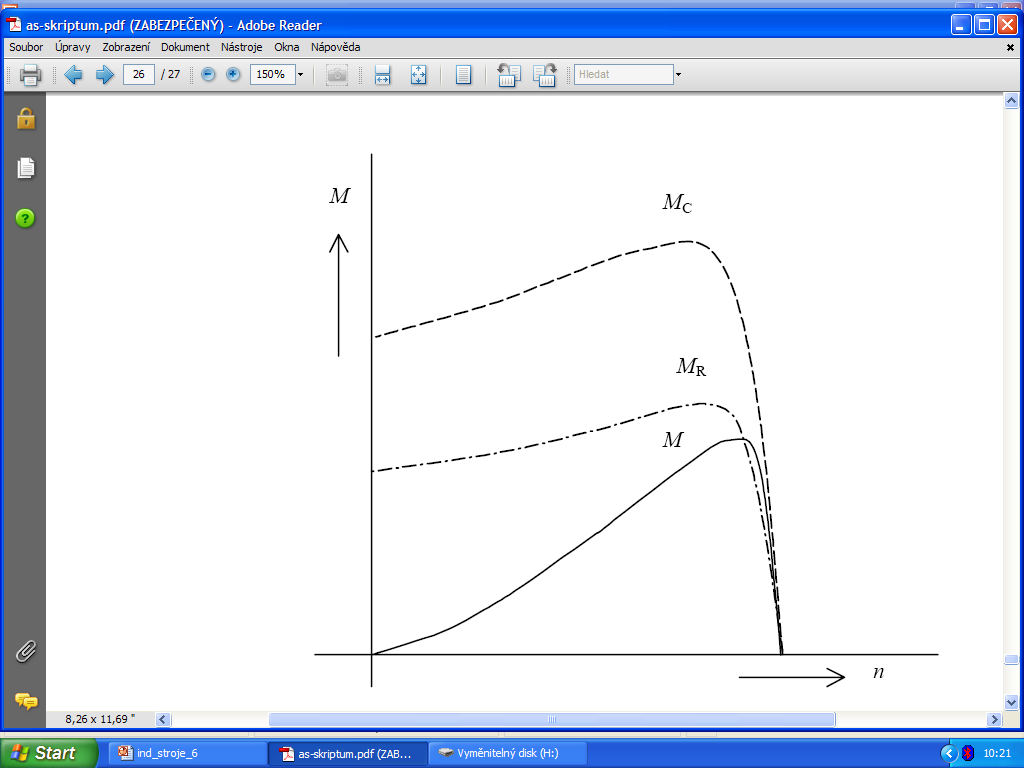 as-skriptum.pdf (ZABEZPEČENÝ) - Adobe Reader
Soubor Úpravy Zobrazení Dokument Nástroje Okna Nápověda
26 / 27 150% Hledat
M
M_C
M_R
M
n
8,26 x 11,69 "
Start ind_stroje_6 as-skriptum.pdf (ZAB... Vyměnitelný disk (H:) 10:21